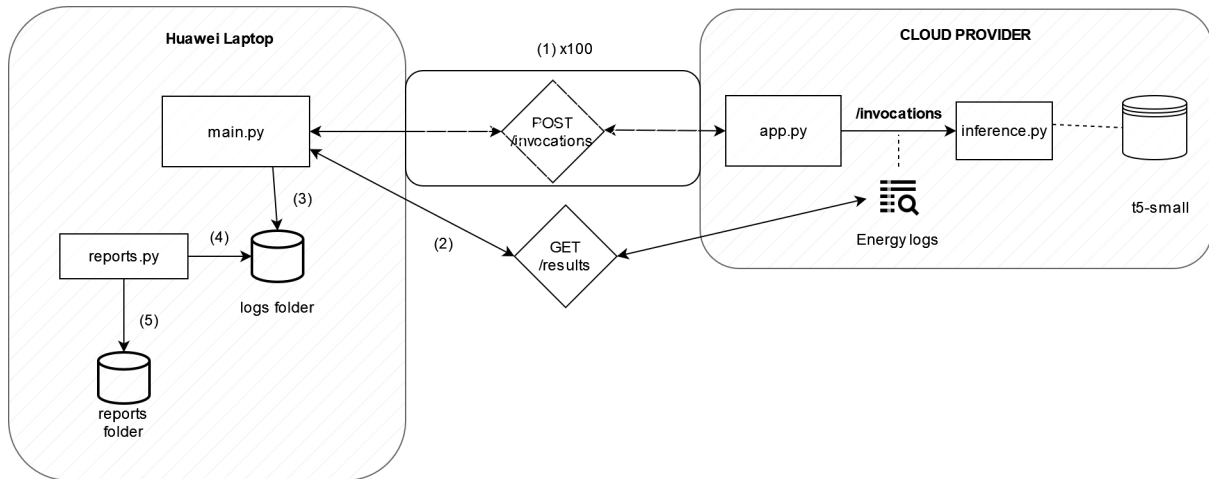 Huawei Laptop
(1) x100
CLOUD PROVIDER
main.py
POST
/invocations
app.py
/invocations
inference.py
(3)
t5-small
(4)
(2)
GET
/results
Energy logs
reports.py
logs folder
(5)
reports
folder